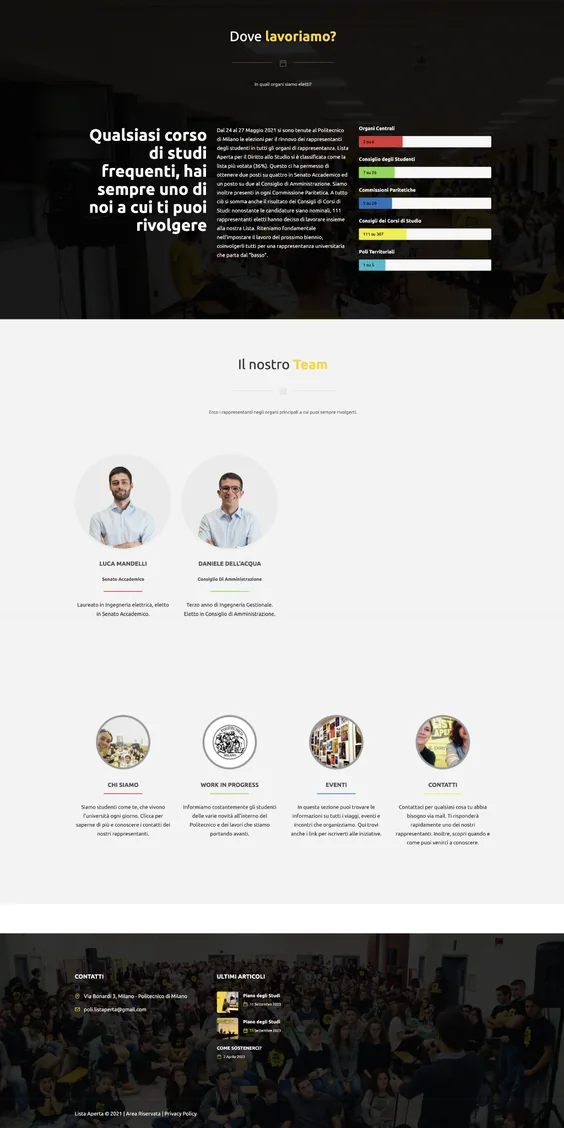 Dove lavoriamo?
In quali organi siamo eletti?
Qualsiasi corso
di studi
frequenti, hai
sempre uno di
noi a cui ti puoi
rivolgere
Dal 24 al 27 Maggio 2021 si sono tenute al Politecnico
di Milano le elezioni per il rinnovo dei rappresentanti
degli studenti in tutti gli organi di rappresentanza. Lista
Aperta per il Diritto allo Studio si è classificata come la
lista più votata (36%). Questo ci ha permesso di
ottenere due posti su quattro in Senato Accademico ed
un posto su due al Consiglio di Amministrazione. Siamo
inoltre presenti in ogni Commissione Paritetica. A tutto
ciò si somma anche il risultato dei Consigli di Corsi di
Studi: nonostante le candidature siano nominali, 111
rappresentanti eletti hanno deciso di lavorare insieme
alla nostra Lista. Riteniamo fondamentale
nell'impostare il lavoro del prossimo biennio,
coinvolgerli tutti per una rappresentanza universitaria
che parta dal "basso".
Organi Centrali
Consiglio degli Studenti
7 su 26
Commissioni Paritetiche
5 su 20
Consigli dei Corsi di Studio
111 su 307
Poli Territoriali
1 su 5
Il nostro Team
Ecco i rappresentanti negli organi principali a cui puoi sempre rivolgerti.
LUCA MANDELLI
Senato Accademico
Laureato in Ingegneria elettrica, eletto
in Senato Accademico.
DANIELE DELL'ACQUA
Consiglio Di Amministrazione
Terzo anno di Ingegneria Gestionale.
Eletto in Consiglio di Amministrazione.
CHI SIAMO
Siamo studenti come te, che vivono
l'università ogni giorno. Clicca per
saperne di più e conoscere i contatti dei
nostri rappresentanti.
WORK IN PROGRESS
Informiamo costantemente gli studenti
delle varie novità all'interno del
Politecnico e dei lavori che stiamo
portando avanti.
EVENTI
In questa sezione puoi trovare le
informazioni su tutti i viaggi, eventi e
incontri che organizziamo. Qui trovi
anche i link per iscriverti alle iniziative.
CONTATTI
Contattaci per qualsiasi cosa tu abbia
bisogno via mail. Ti risponderà
rapidamente uno dei nostri
rappresentanti. Inoltre, scopri quando e
come puoi venirci a conoscere.
CONTATTI
Via Bonardi 3, Milano - Politecnico di Milano
poli.listaperta@gmail.com
ULTIMI ARTICOLI
Piano degli Studi
11 Settembre 2023
Piano degli Studi
11 Settembre 2023
COME SOSTENERCI?
2 Aprile 2023
Lista Aperta © 2021 | Area Riservata | Privacy Policy